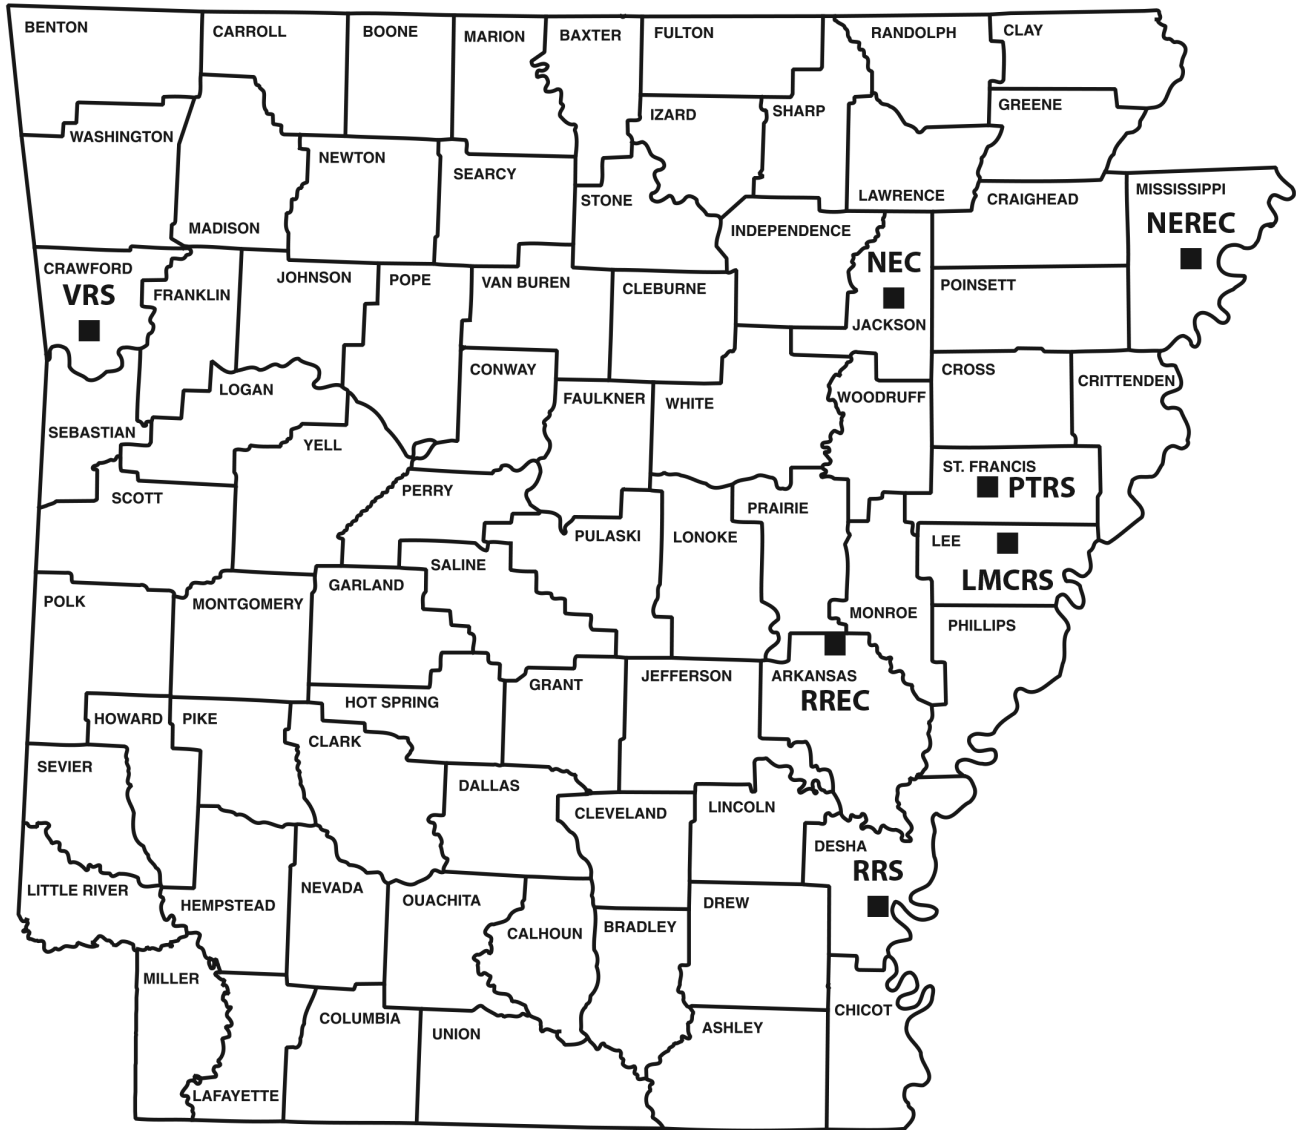 BENTON
CARROLL
BOONE
MARION
BAXTER
FULTON
RANDOLPH
CLAY
WASHINGTON
IZARD
SHARP
GREENE
NEWTON
SEARCY
STONE
LAWRENCE
CRAIGHEAD
MISSISSIPPI
NEREC
MADISON
INDEPENDENCE
CRAWFORD
VRS
FRANKLIN
JOHNSON
POPE
VAN BUREN
CLEBURNE
NEC
JACKSON
POINSETT
LOGAN
CONWAY
FAULKNER
WHITE
WOODRUFF
CROSS
CRITTENDEN
SEBASTIAN
YELL
SCOTT
PERRY
PULASKI
LONOKE
PRAIRIE
ST. FRANCIS
PTRS
LEE
LMCRS
POLK
MONTGOMERY
GARLAND
SALINE
MONROE
PHILLIPS
HOT SPRING
GRANT
JEFFERSON
ARKANSAS
RREC
HOWARD
PIKE
CLARK
SEVIER
DALLAS
CLEVELAND
LINCOLN
DESHA
RRS
LITTLE RIVER
HEMPSTEAD
NEVADA
OUACHITA
CALHOUN
BRADLEY
DREW
MILLER
COLUMBIA
UNION
ASHLEY
CHICOT
LAFAYETTE